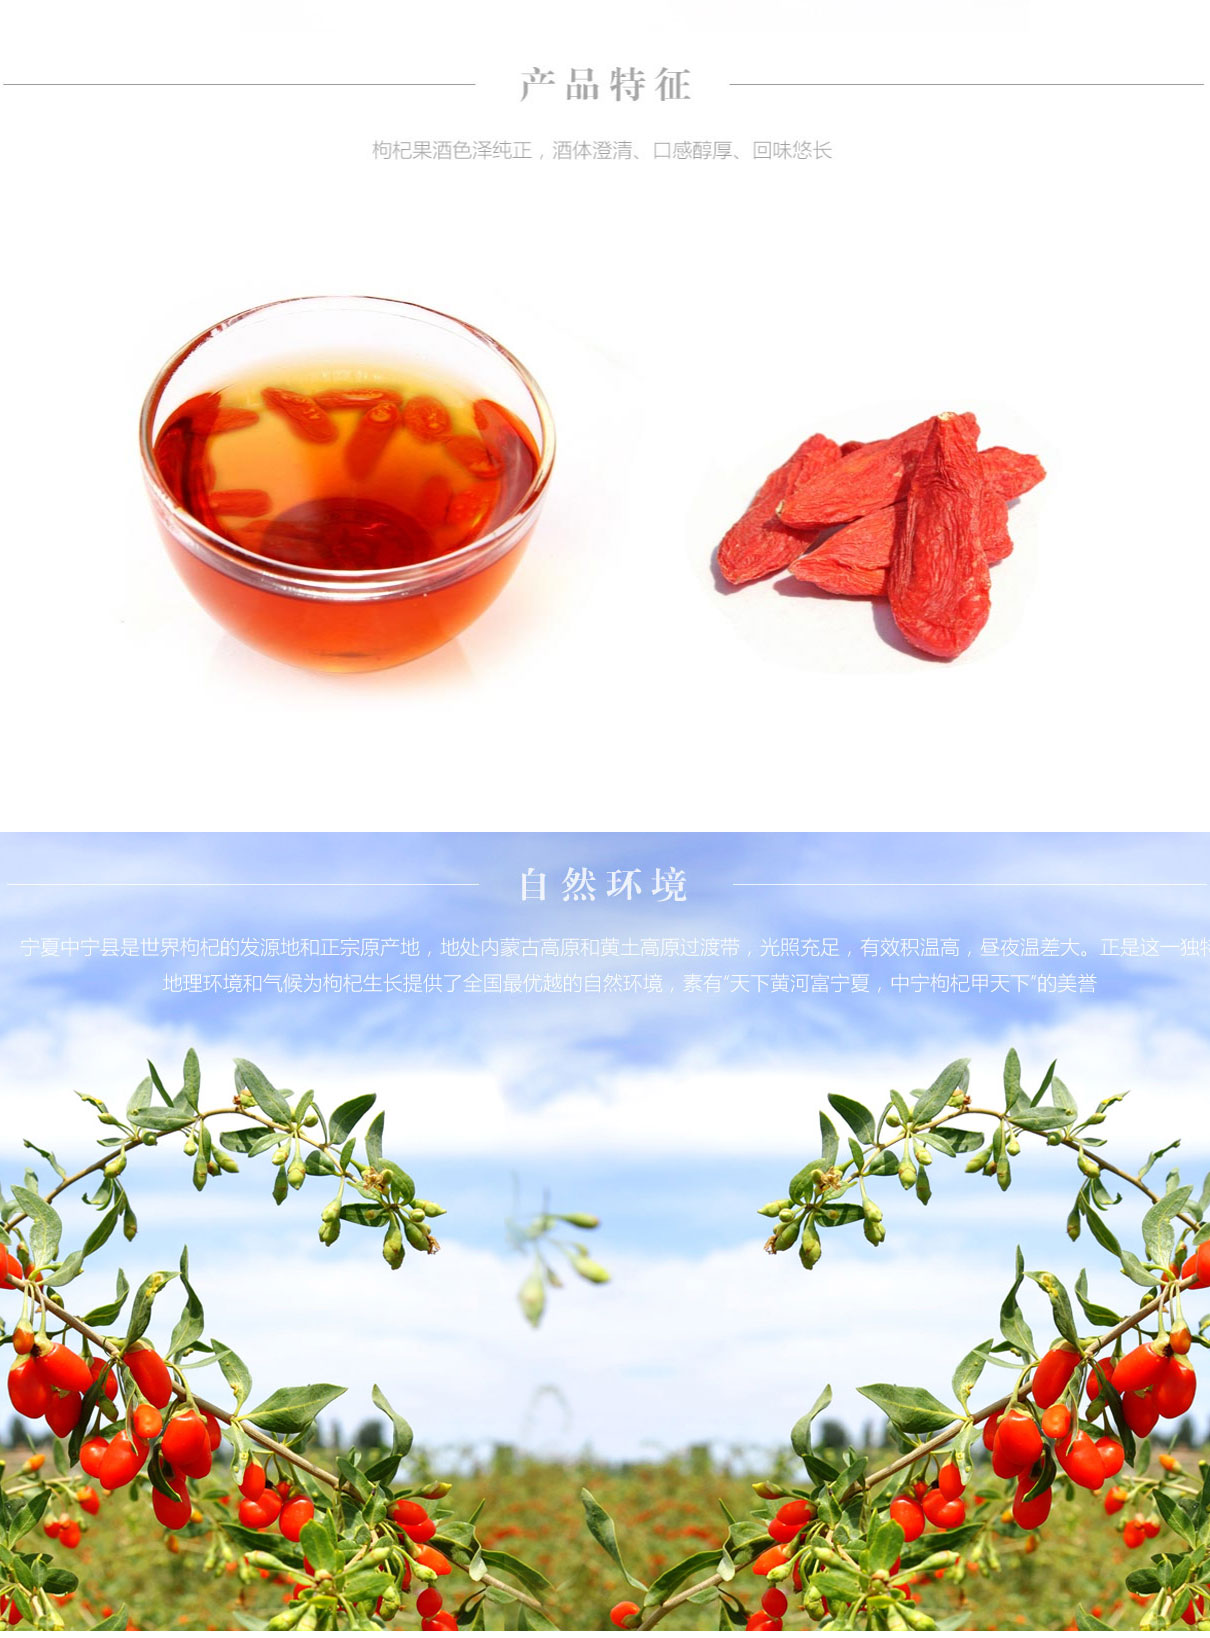 产品特征
枸杞果酒色泽纯正，酒体澄清、口感醇厚、回味悠长
自然环境
宁夏中宁县是世界枸杞的发源地和正宗原产地，地处内蒙古高原和黄土高原过渡带，光照充足，有效积温高，昼夜温差大。正是这一独特
地理环境和气候为枸杞生长提供了全国最优越的自然环境，素有“天下黄河富宁夏，中宁枸杞甲天下”的美誉